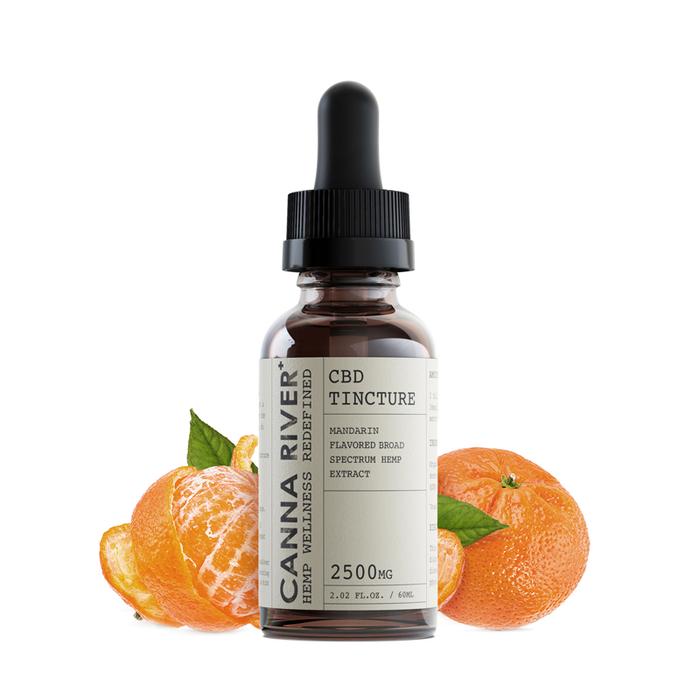 CANNA RIVER+
HEMP WELLNESS REDEFINED
CBD
TINCTURE
MANDARIN
FLAVORED BROAD
SPECTRUM HEMP
EXTRACT
2500MG
2.02 FL.OZ. / 60ML